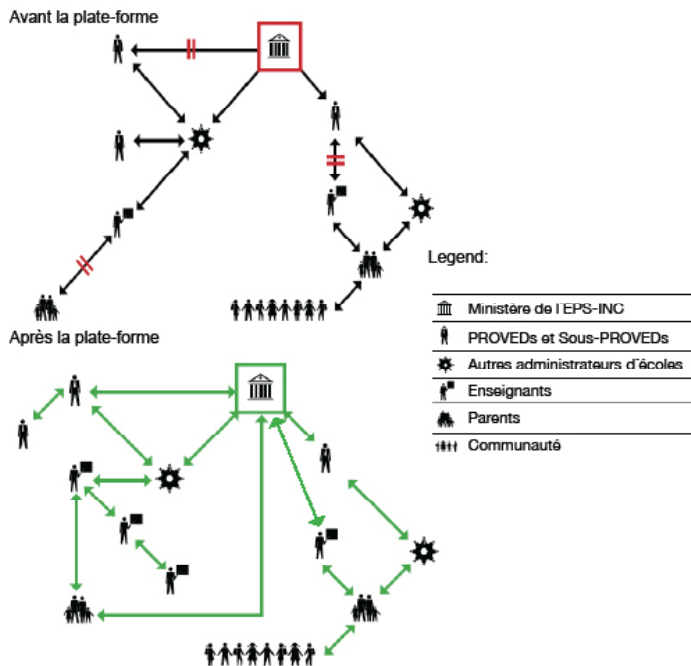 Avant la plate-forme
Legend:
Ministère de l'EPS-INC
PROVEDs et Sous-PROVEDs
Autres administrateurs d'écoles
Enseignants
Parents
Communauté
Après la plate-forme